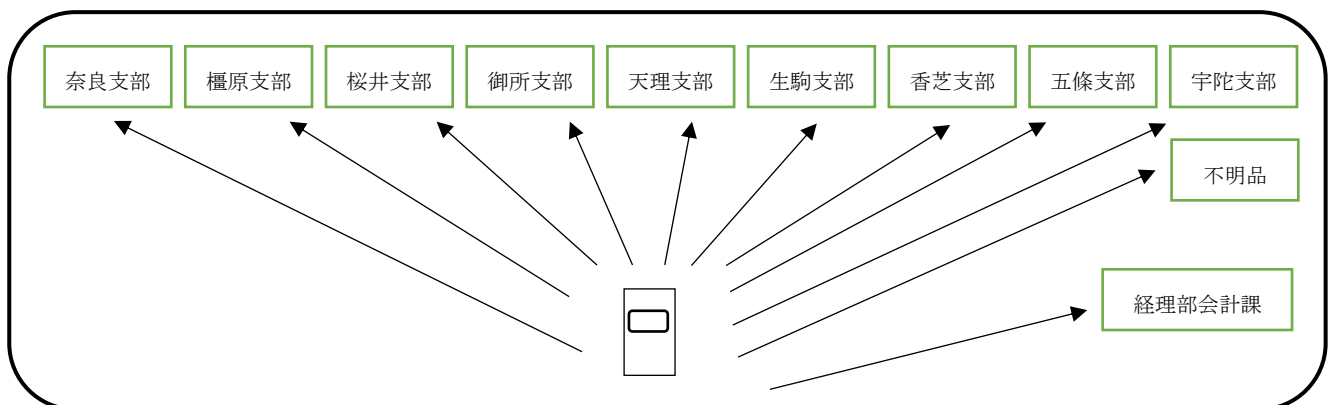 奈良支部
橿原支部
桜井支部
御所支部
天理支部
生駒支部
香芝支部
五條支部
宇陀支部
不明品
経理部会計課